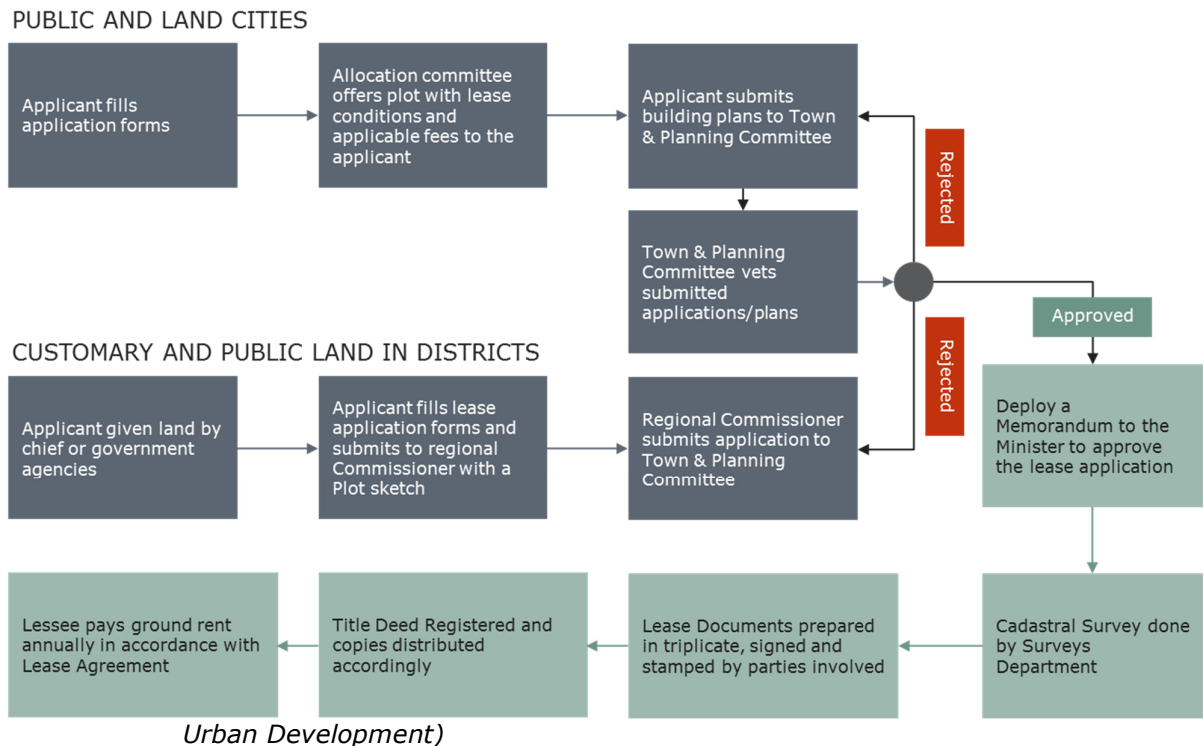 PUBLIC AND LAND CITIES
Applicant fills
application forms
Allocation committee
offers plot with lease
conditions and
applicable fees to the
applicant
Applicant submits
building plans to Town
& Planning Committee
Rejected
Town & Planning
Committee vets
submitted
applications/plans
Approved
Rejected
CUSTOMARY AND PUBLIC LAND IN DISTRICTS
Applicant given land by
chief or government
agencies
Applicant fills lease
application forms and
submits to regional
Commissioner with a
Plot sketch
Regional Commissioner
submits application to
Town & Planning
Committee
Deploy a
Memorandum to the
Minister to approve
the lease application
Lessee pays ground rent
annually in accordance with
Lease Agreement
Title Deed Registered and
copies distributed
accordingly
Lease Documents prepared
in triplicate, signed and
stamped by parties involved
Cadastral Survey done
by Surveys
Department
Urban Development)